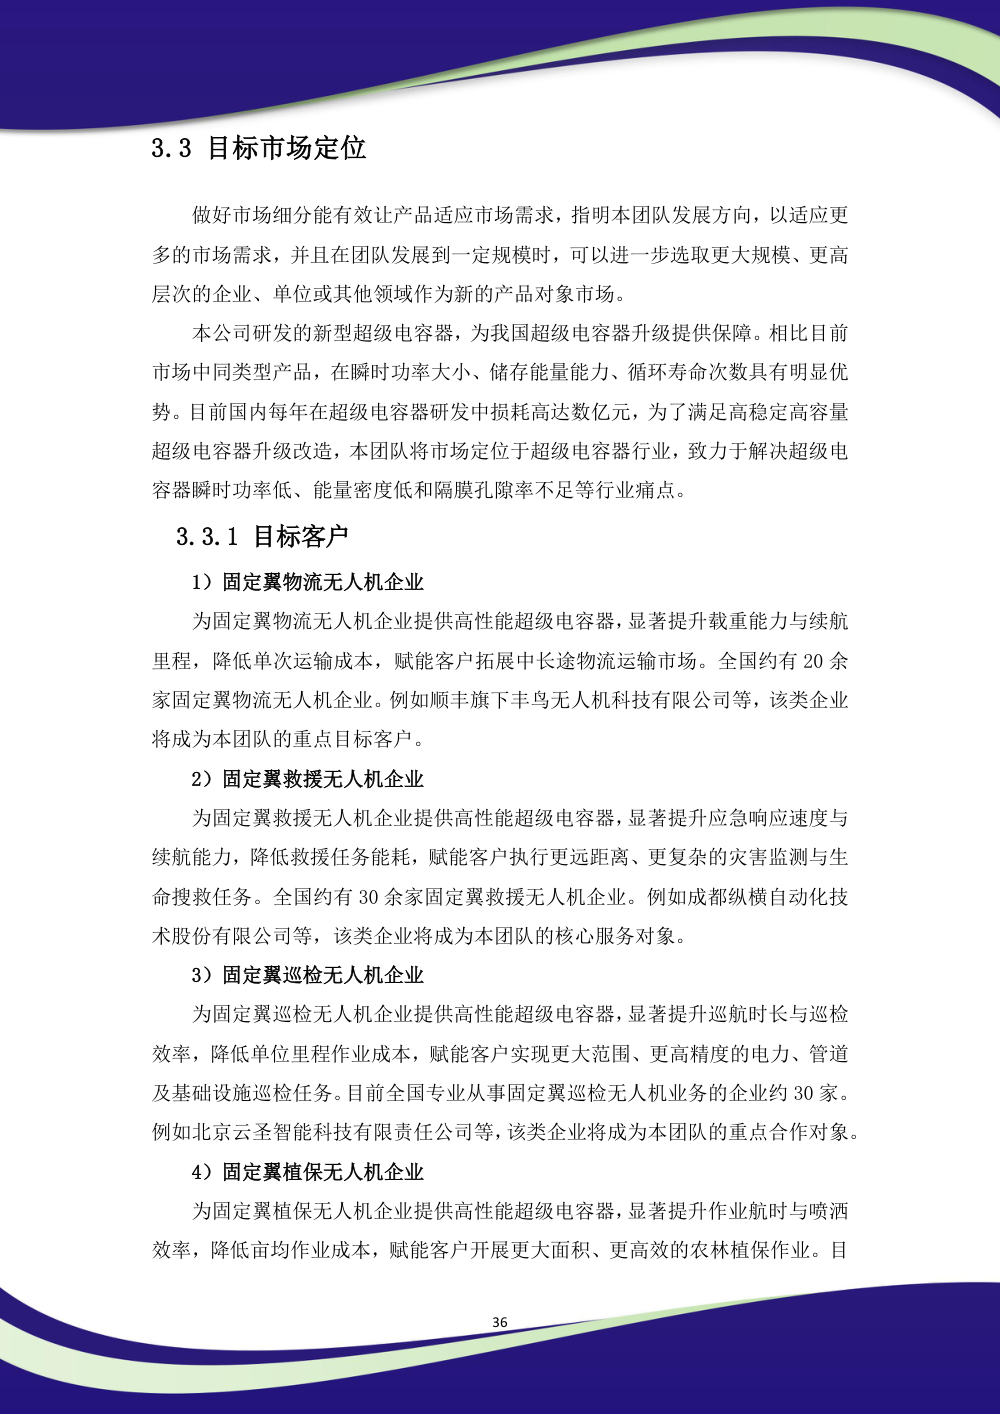 3.3 目标市场定位
做好市场细分能有效让产品适应市场需求，指明本团队发展方向，以适应更
多的市场需求，并且在团队发展到一定规模时，可以进一步选取更大规模、更高
层次的企业、单位或其他领域作为新的产品对象市场。
本公司研发的新型超级电容器，为我国超级电容器升级提供保障。相比目前
市场中同类型产品，在瞬时功率大小、储存能量能力、循环寿命次数具有明显优
势。目前国内每年在超级电容器研发中损耗高达数亿元，为了满足高稳定高容量
超级电容器升级改造，本团队将市场定位于超级电容器行业，致力于解决超级电
容器瞬时功率低、能量密度低和隔膜孔隙率不足等行业痛点。
3.3.1 目标客户
1）固定翼物流无人机企业
为固定翼物流无人机企业提供高性能超级电容器，显著提升载重能力与续航
里程，降低单次运输成本，赋能客户拓展中长途物流运输市场。全国约有 20 余
家固定翼物流无人机企业。例如顺丰旗下丰鸟无人机科技有限公司等，该类企业
将成为本团队的重点目标客户。
2）固定翼救援无人机企业
为固定翼救援无人机企业提供高性能超级电容器，显著提升应急响应速度与
续航能力，降低救援任务能耗，赋能客户执行更远距离、更复杂的灾害监测与生
命搜救任务。全国约有 30 余家固定翼救援无人机企业。例如成都纵横自动化技
术股份有限公司等，该类企业将成为本团队的核心服务对象。
3）固定翼巡检无人机企业
为固定翼巡检无人机企业提供高性能超级电容器，显著提升巡航时长与巡检
效率，降低单位里程作业成本，赋能客户实现更大范围、更高精度的电力、管道
及基础设施巡检任务。目前全国专业从事固定翼巡检无人机业务的企业约 30 家。
例如北京云圣智能科技有限责任公司等，该类企业将成为本团队的重点合作对象。
4）固定翼植保无人机企业
为固定翼植保无人机企业提供高性能超级电容器，显著提升作业航时与喷洒
效率，降低亩均作业成本，赋能客户开展更大面积、更高效的农林植保作业。目
36